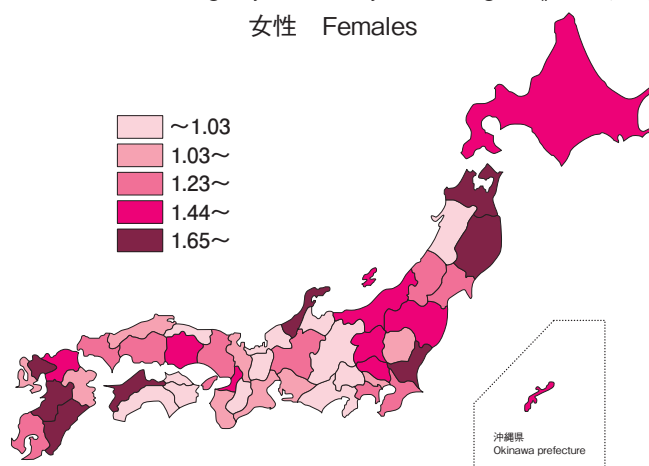 女性 Females
～1.03
1.03～
1.23～
1.44～
1.65～
沖縄県
Okinawa prefecture